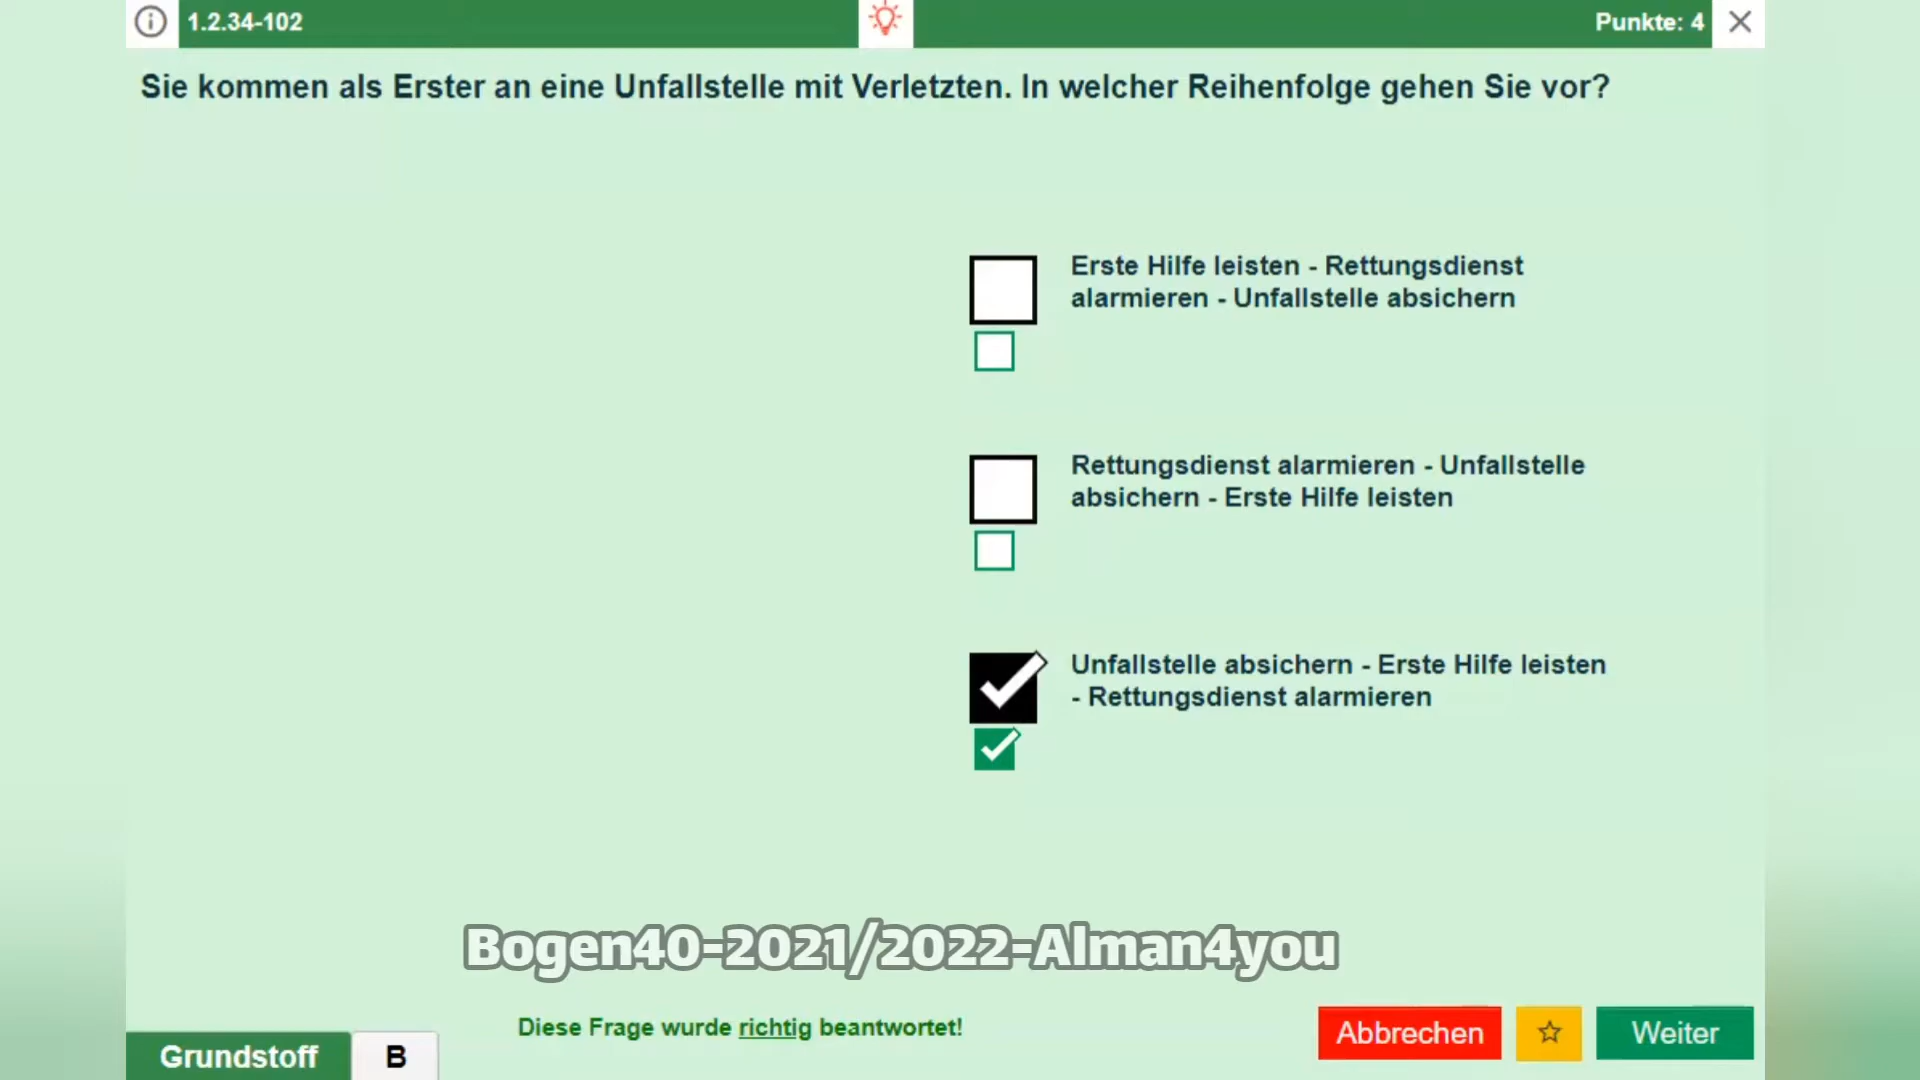 1.2.34-102
Punkte: 4
Sie kommen als Erster an eine Unfallstelle mit Verletzten. In welcher Reihenfolge gehen Sie vor?
Erste Hilfe leisten - Rettungsdienst
alarmieren - Unfallstelle absichern
Rettungsdienst alarmieren - Unfallstelle
absichern - Erste Hilfe leisten
Unfallstelle absichern - Erste Hilfe leisten
- Rettungsdienst alarmieren
Bogen40-2021/2022-Alman4you
Diese Frage wurde richtig beantwortet!
Abbrechen
Weiter
Grundstoff
B